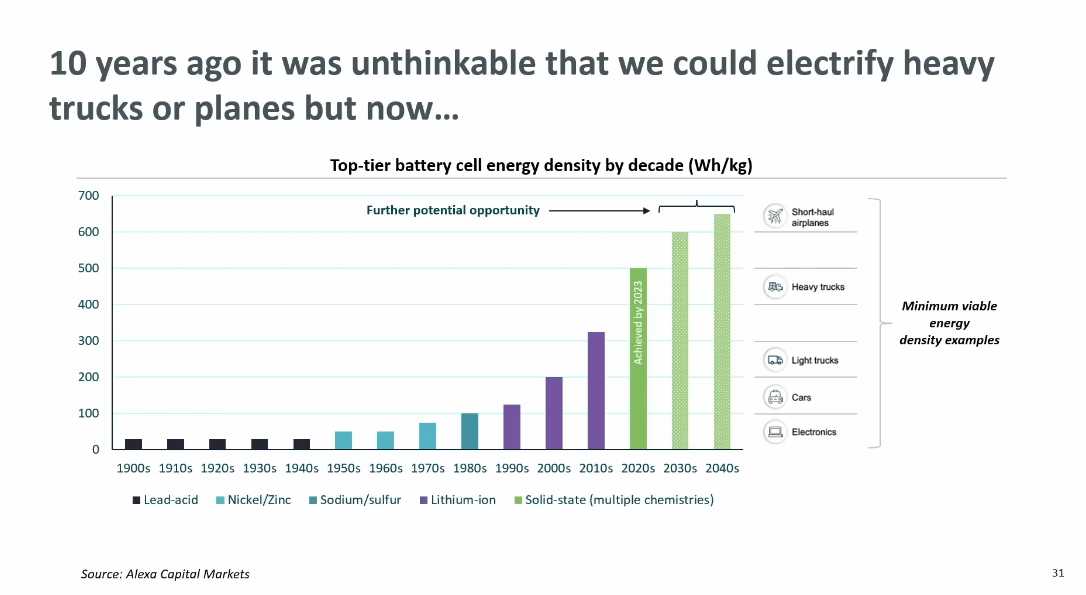 10 years ago it was unthinkable that we could electrify heavy
trucks or planes but now…
Top-tier battery cell energy density by decade (Wh/kg)
700
600
500
400
300
200
100
0
Further potential opportunity
Achieved by 2023
1900s 1910s 1920s 1930s 1940s 1950s 1960s 1970s 1980s 1990s 2000s 2010s 2020s 2030s 2040s
Lead-acid Nickel/Zinc Sodium/sulfur Lithium-ion Solid-state (multiple chemistries)
Short-haul
airplanes
Heavy trucks
Light trucks
Cars
Electronics
Minimum viable
energy
density examples
Source: Alexa Capital Markets
31